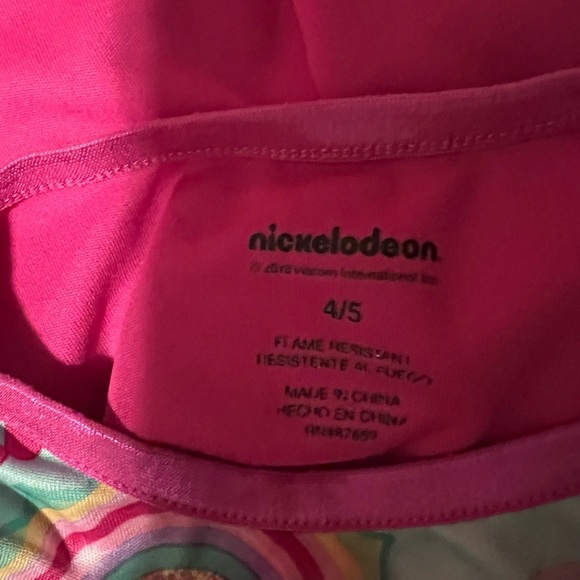 nickelodeon
© viacom International Inc.
4/5
FLAME RESISTANT
RESISTENTE AL FUEGO
MADE IN CHINA
HECHO EN CHINA